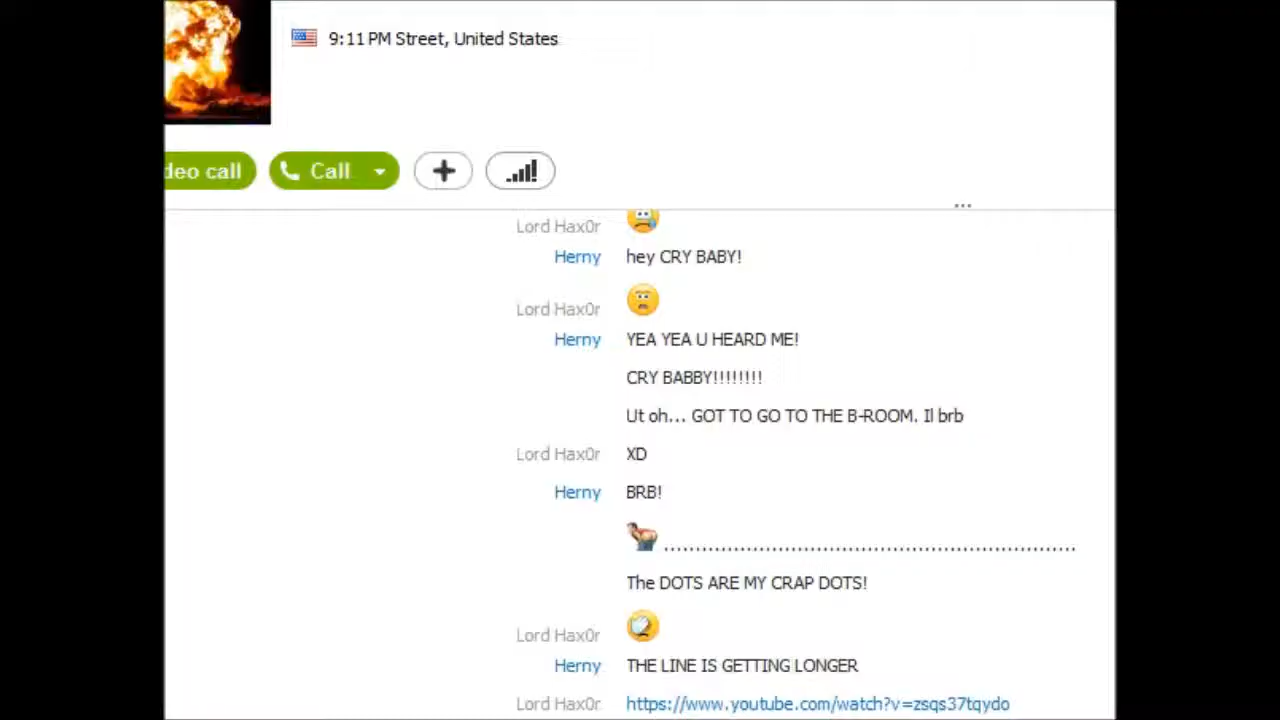 9:11 PM Street, United States
deo call
Call
Lord Hax0r
Herny hey CRY BABY!
Lord Hax0r
Herny YEA YEA U HEARD ME!
CRY BABBY!!!!!!!!
Ut oh... GOT TO GO TO THE B-ROOM. Il brb
Lord Hax0r XD
Herny BRB!
..................................................................
The DOTS ARE MY CRAP DOTS!
Lord Hax0r
Herny THE LINE IS GETTING LONGER
Lord Hax0r https://www.youtube.com/watch?v=zsqs37tqydo